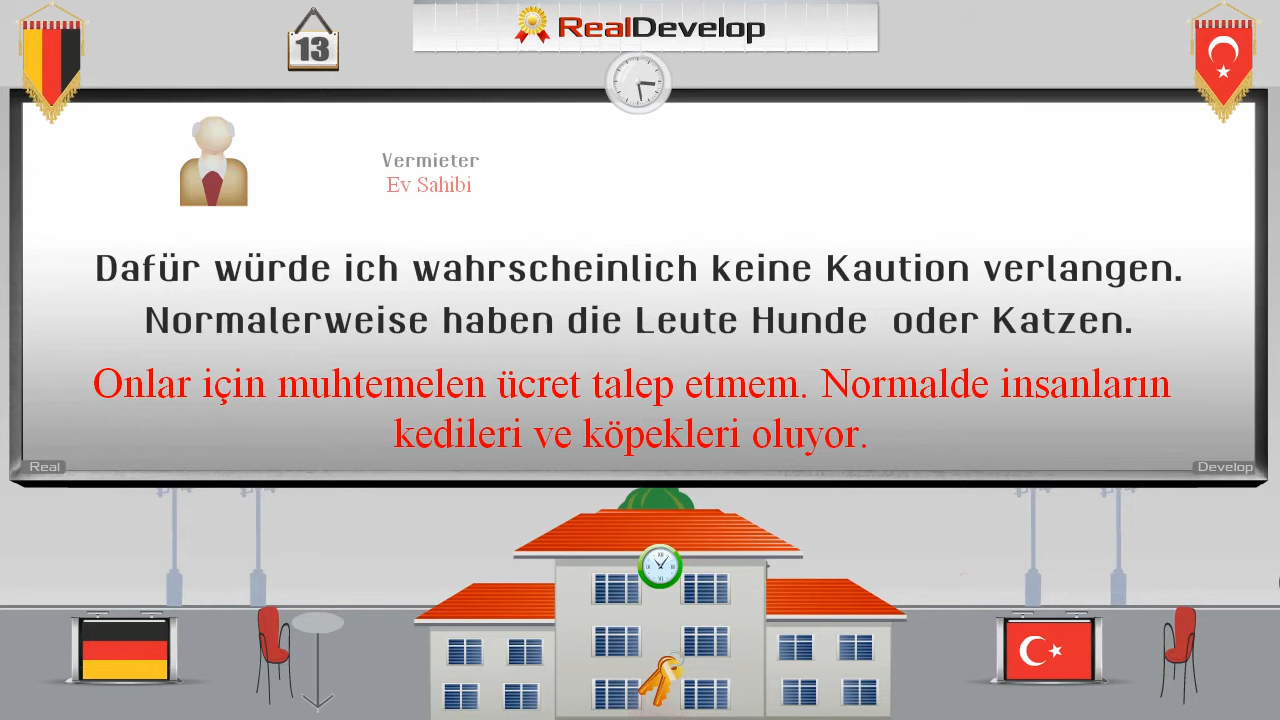 13
RealDevelop
Vermieter
Ev Sahibi
Dafür würde ich wahrscheinlich keine Kaution verlangen.
Normalerweise haben die Leute Hunde oder Katzen.
Onlar için muhtemelen ücret talep etmem. Normalde insanların
kedileri ve köpekleri oluyor.
Real
Develop